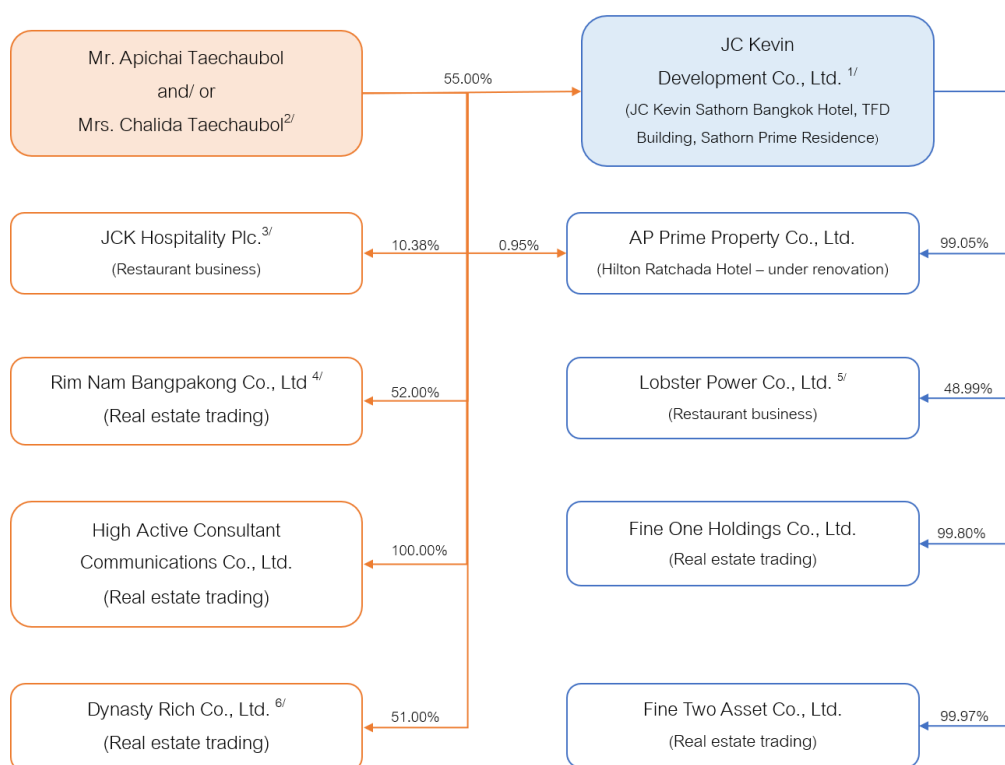 Mr. Apichai Taechaubol
and/ or
Mrs. Chalida Taechaubol2/
55.00%
JC Kevin
Development Co., Ltd. 1/
(JC Kevin Sathorn Bangkok Hotel, TFD
Building, Sathorn Prime Residence)
JCK Hospitality Plc.3/
(Restaurant business)
10.38%
0.95%
AP Prime Property Co., Ltd.
(Hilton Ratchada Hotel – under renovation)
99.05%
Rim Nam Bangpakong Co., Ltd 4/
(Real estate trading)
52.00%
Lobster Power Co., Ltd. 5/
(Restaurant business)
48.99%
High Active Consultant
Communications Co., Ltd.
(Real estate trading)
100.00%
Fine One Holdings Co., Ltd.
(Real estate trading)
99.80%
Dynasty Rich Co., Ltd. 6/
(Real estate trading)
51.00%
Fine Two Asset Co., Ltd.
(Real estate trading)
99.97%